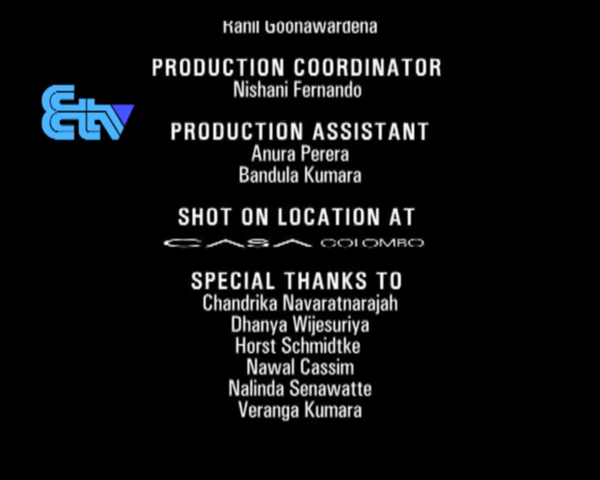 Ranil Goonawardena
PRODUCTION COORDINATOR
Nishani Fernando
etv
PRODUCTION ASSISTANT
Anura Perera
Bandula Kumara
SHOT ON LOCATION AT
CASA COLOMBO
SPECIAL THANKS TO
Chandrika Navaratnarajah
Dhanya Wijesuriya
Horst Schmidtke
Nawal Cassim
Nalinda Senawatte
Veranga Kumara